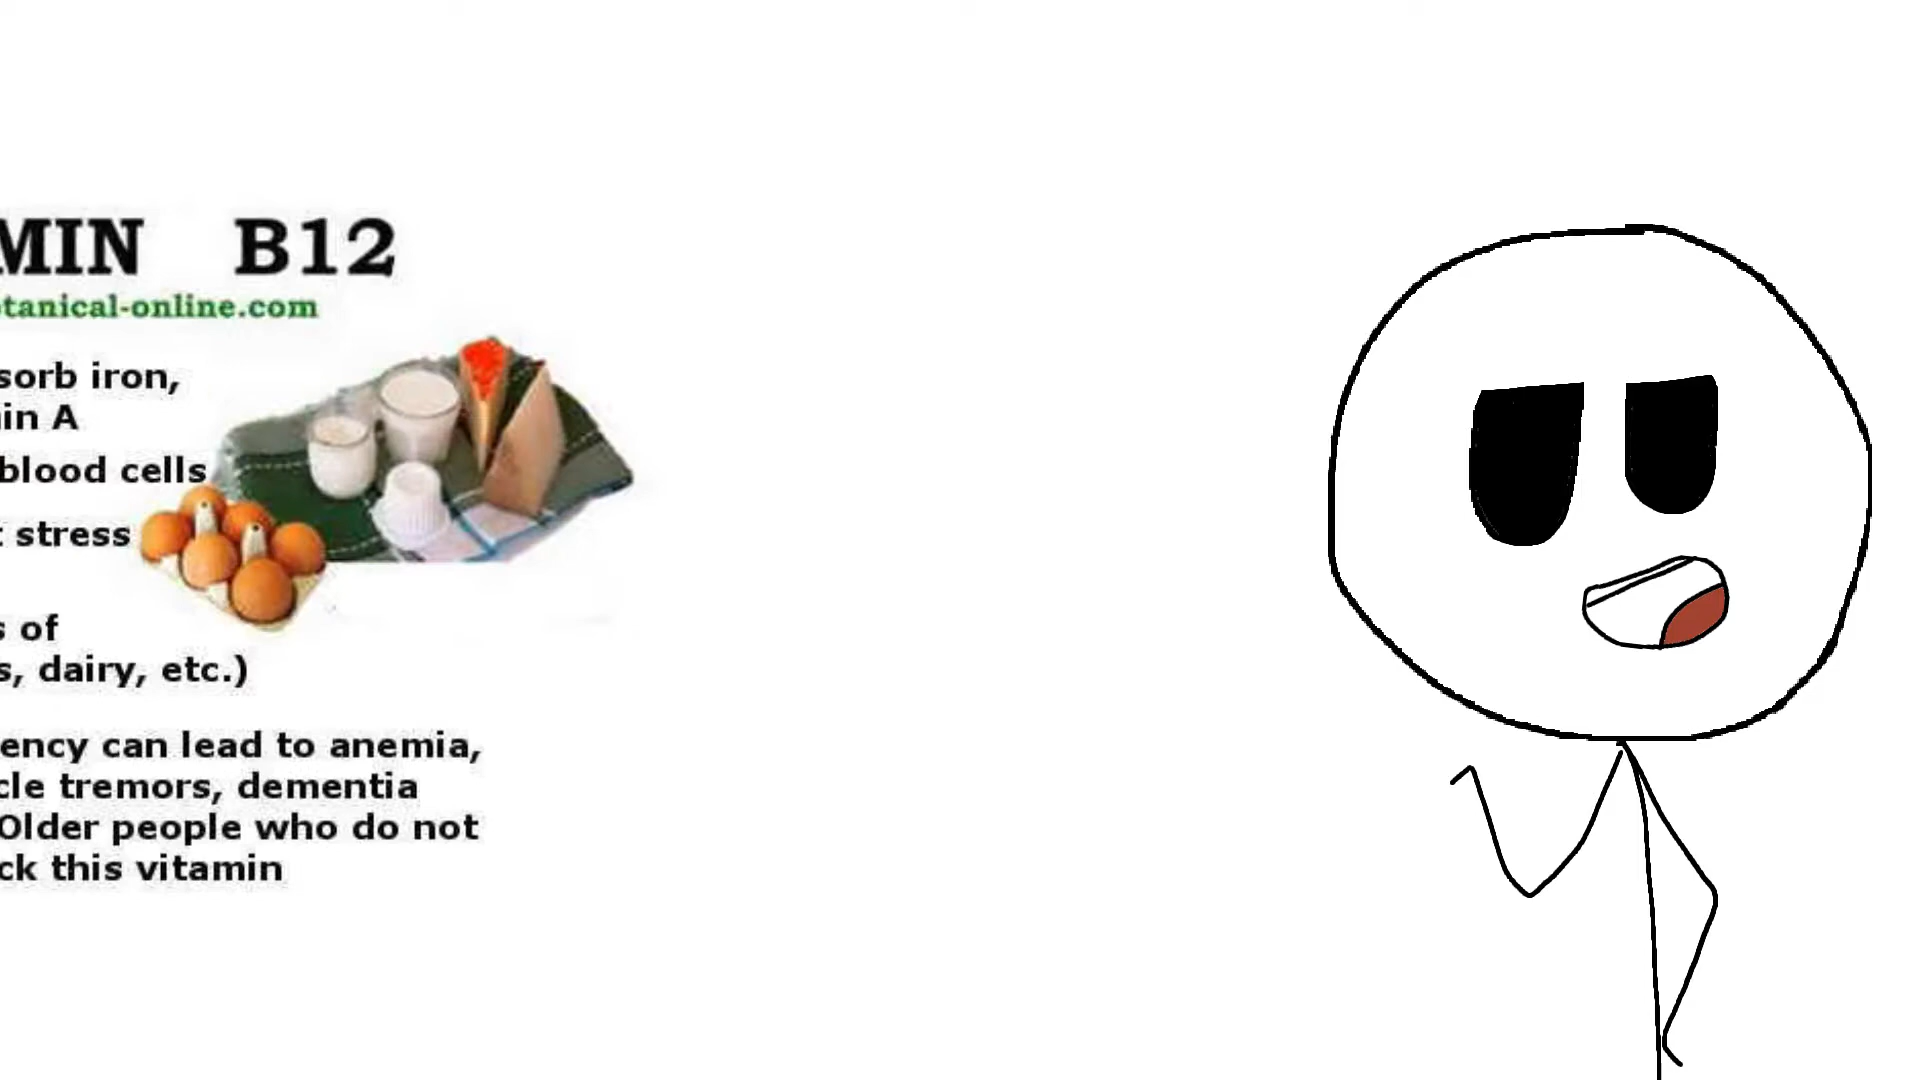 MIN B12
tanical-online.com
sorb iron,
in A
blood cells
stress
s of
s, dairy, etc.)
ency can lead to anemia,
cle tremors, dementia
Older people who do not
ck this vitamin